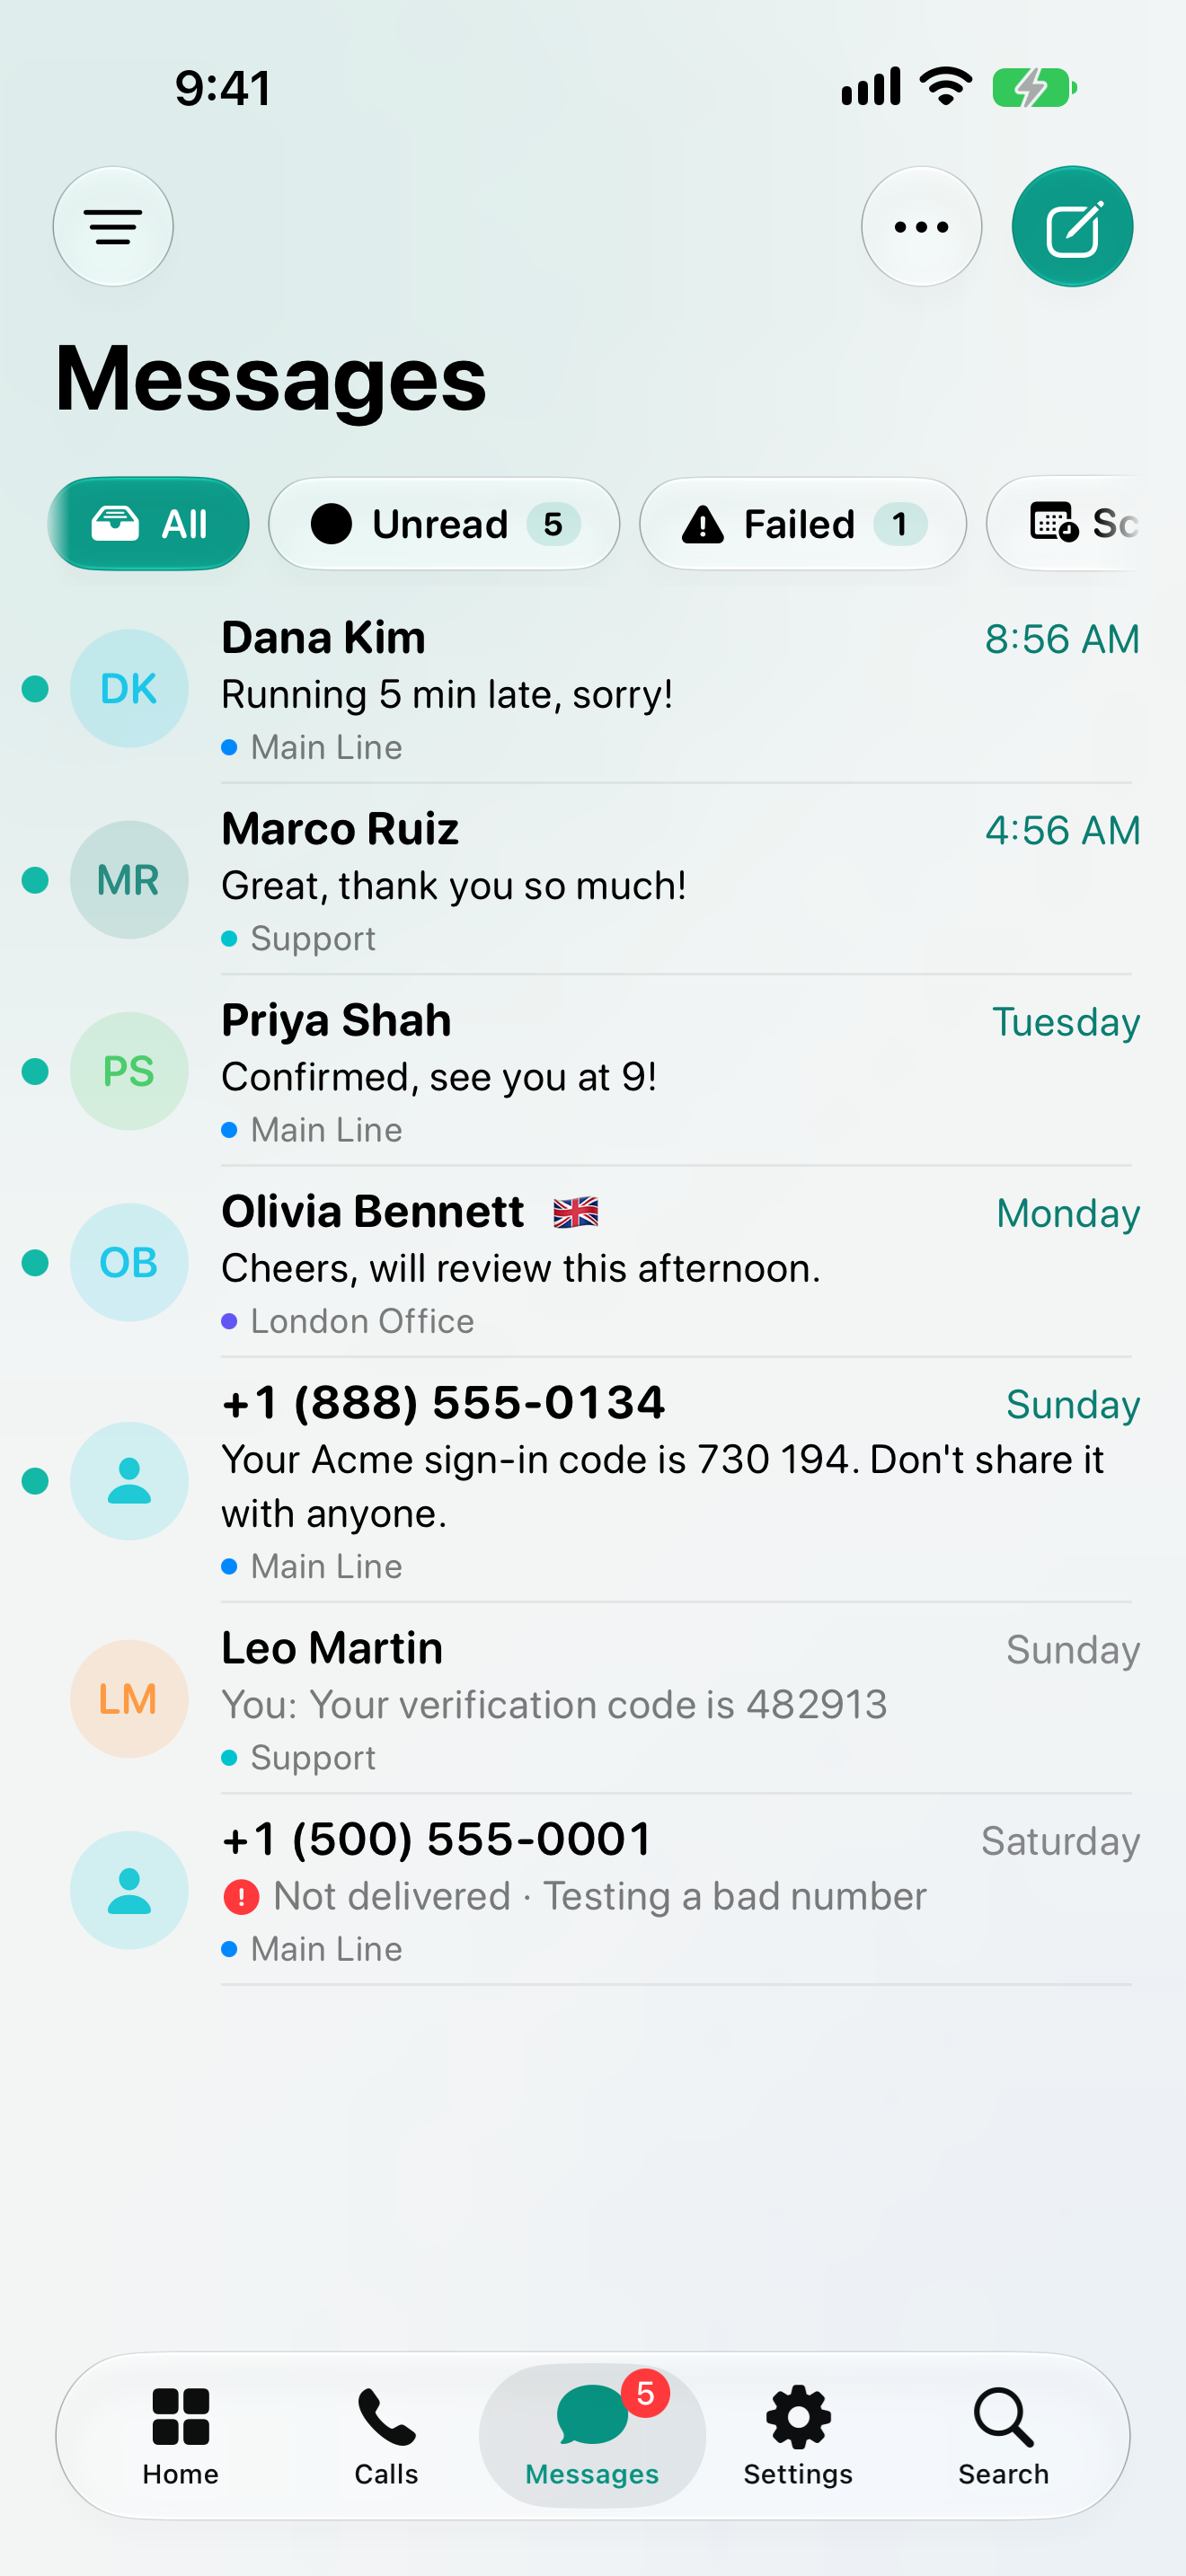 9:41
Messages
All
Unread 5
Failed 1
Sc
Dana Kim
8:56 AM
DK
Running 5 min late, sorry!
Main Line
Marco Ruiz
4:56 AM
MR
Great, thank you so much!
Support
Priya Shah
Tuesday
PS
Confirmed, see you at 9!
Main Line
Olivia Bennett 🇬🇧
Monday
OB
Cheers, will review this afternoon.
London Office
+1 (888) 555-0134
Sunday
Your Acme sign-in code is 730 194. Don't share it
with anyone.
Main Line
Leo Martin
Sunday
LM
You: Your verification code is 482913
Support
+1 (500) 555-0001
Saturday
Not delivered · Testing a bad number
Main Line
5
Home
Calls
Messages
Settings
Search